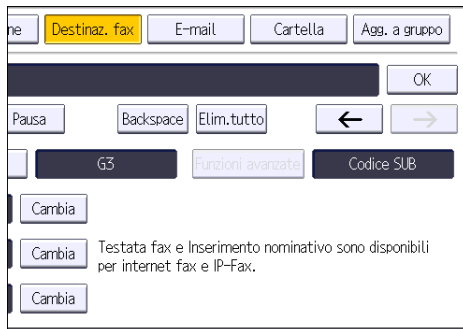 ne Destinaz. fax E-mail Cartella Agg. a gruppo
OK
Pausa Backspace Elim.tutto ← →
G3 Funzioni avanzate Codice SUB
Cambia
Cambia Testata fax e Inserimento nominativo sono disponibili
per internet fax e IP-Fax.
Cambia